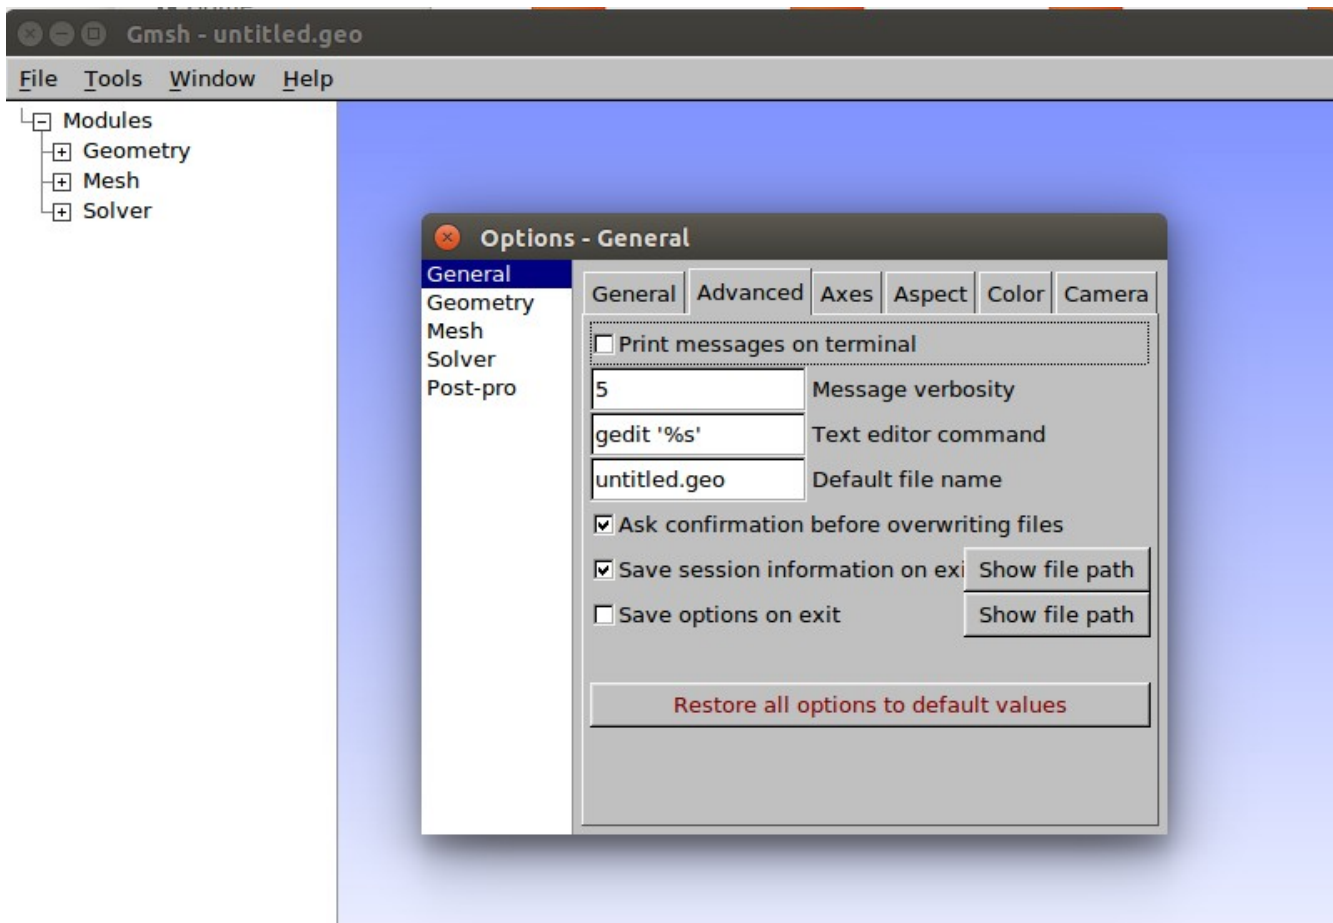 Gmsh - untitled.geo
File Tools Window Help
Modules
Geometry
Mesh
Solver
Options - General
General
Geometry
Mesh
Solver
Post-pro
General Advanced Axes Aspect Color Camera
Print messages on terminal
5 Message verbosity
gedit '%s' Text editor command
untitled.geo Default file name
Ask confirmation before overwriting files
Save session information on exi Show file path
Save options on exit Show file path
Restore all options to default values